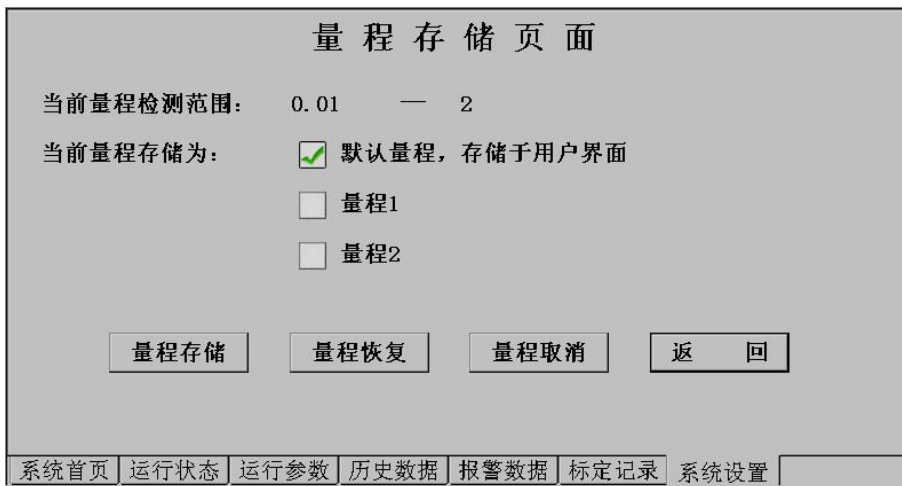 量程存储页面
当前量程检测范围: 0.01 — 2
当前量程存储为: 默认量程，存储于用户界面
量程1
量程2
量程存储 量程恢复 量程取消 返 回
系统首页 运行状态 运行参数 历史数据 报警数据 标定记录 系统设置